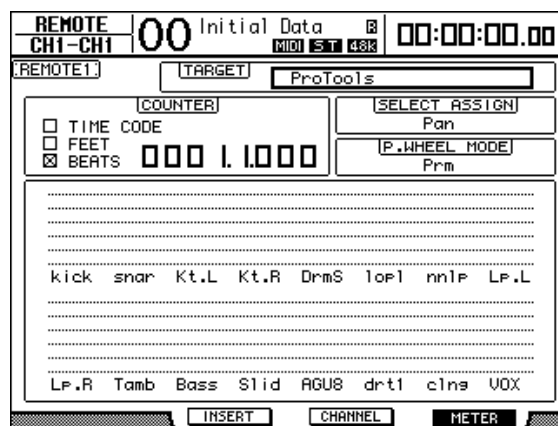 REMOTE
CH1-CH1
00 Initial Data R
MIDI ST 48k
00:00:00.00
REMOTE1
TARGET
ProTools
COUNTER
TIME CODE
FEET
BEATS
000 1.1.000
SELECT ASSIGN
Pan
P.WHEEL MODE
Prm
kick snar Kt.L Kt.R DrmS lop1 nnlp Lp.L
Lp.R Tamb Bass Slid AGU8 drt1 clng VOX
INSERT CHANNEL METER